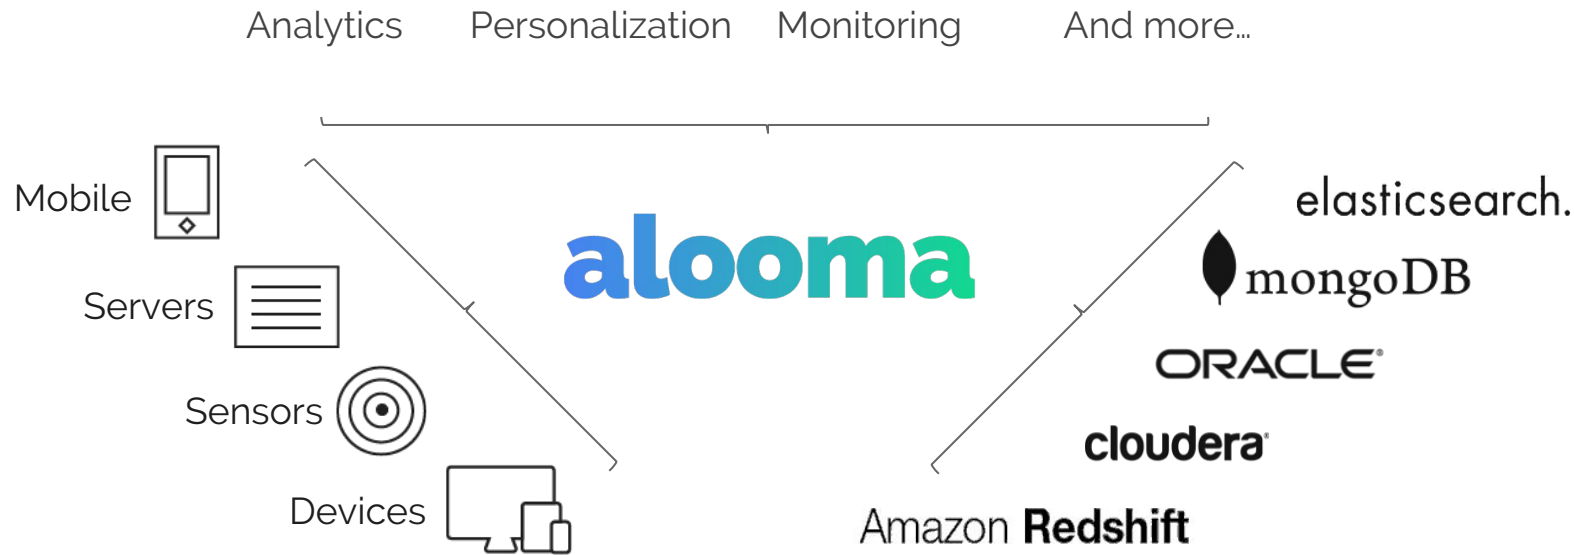 Analytics Personalization Monitoring And more...
Mobile
elasticsearch.
alooma
mongoDB
Servers
ORACLE®
Sensors
cloudera®
Devices
Amazon Redshift